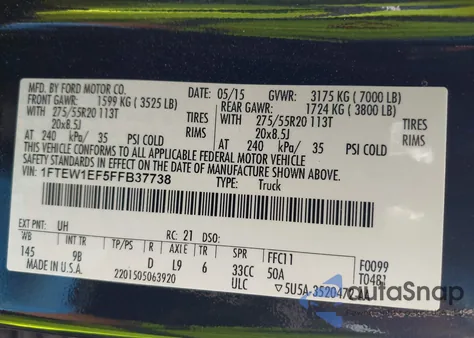 MFD. BY FORD MOTOR CO.
DATE: 05/15 GVWR: 3175 KG (7000 LB)
FRONT GAWR: 1599 KG (3525 LB) REAR GAWR: 1724 KG (3800 LB)
275/55R20 113T TIRES 275/55R20 113T TIRES
20x8.5J RIMS 20x8.5J RIMS
AT 240 kPa/ 35 PSI COLD AT 240 kPa/ 35 PSI COLD
THIS VEHICLE CONFORMS TO ALL APPLICABLE FEDERAL MOTOR VEHICLE
SAFETY STANDARDS IN EFFECT ON THE DATE OF MANUFACTURE SHOWN ABOVE.
VIN: 1FTEW1EF5FFB37738 TYPE: Truck
EXT PNT: UH RC: 21 DSO: F0099
WB INT TR TP/PS R AXLE TR SPR FFC11 T0481
145 9B D L9 6 33CC 50A
MADE IN U.S.A. 2201505063920 ULC ▽5U5A-3520472-AA
autoSnap